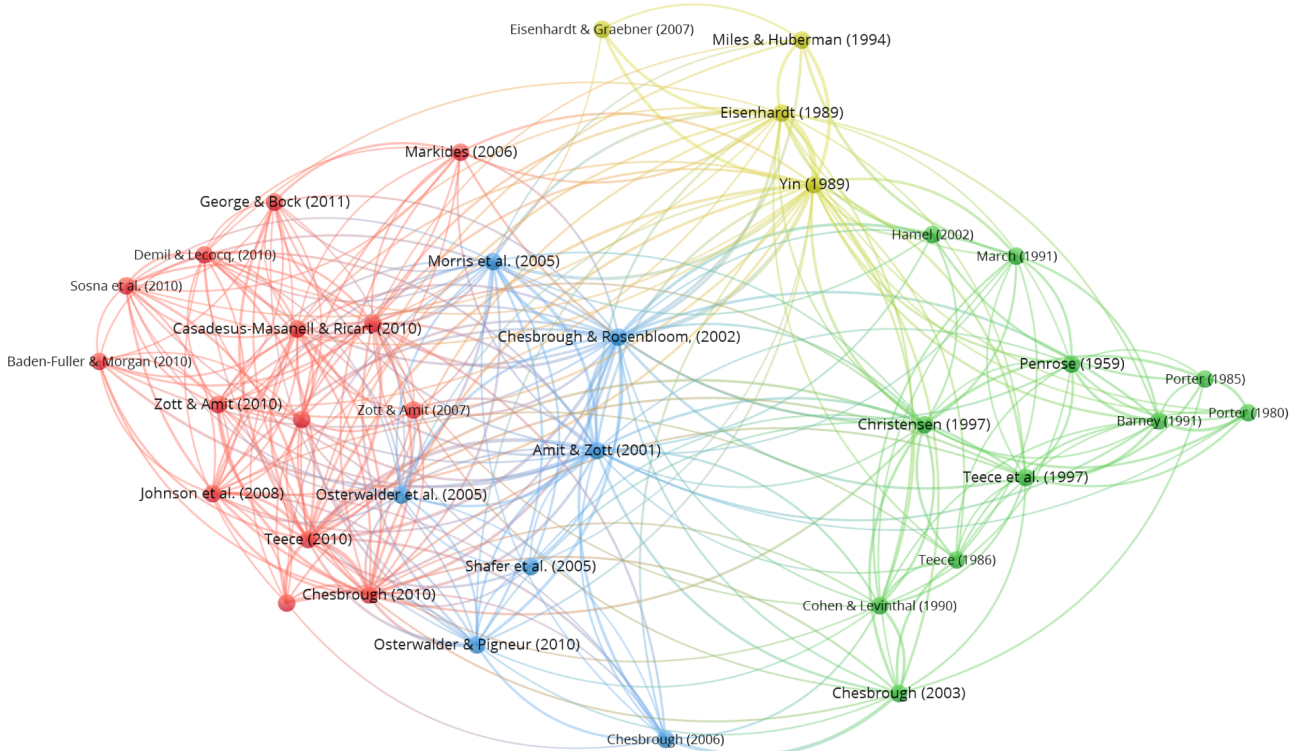 Eisenhardt & Graebner (2007)
Miles & Huberman (1994)
Eisenhardt (1989)
Markides (2006)
Yin (1989)
George & Bock (2011)
Hamel (2002)
Demil & Lecocq, (2010)
March (1991)
Morris et al. (2005)
Sosna et al. (2010)
Casadesus-Masanell & Ricart (2010)
Chesbrough & Rosenbloom, (2002)
Baden-Fuller & Morgan (2010)
Penrose (1959)
Porter (1985)
Zott & Amit (2010)
Zott & Amit (2007)
Porter (1980)
Barney (1991)
Christensen (1997)
Amit & Zott (2001)
Teece et al. (1997)
Johnson et al. (2008)
Osterwalder et al. (2005)
Teece (2010)
Teece (1986)
Shafer et al. (2005)
Chesbrough (2010)
Cohen & Levinthal (1990)
Osterwalder & Pigneur (2010)
Chesbrough (2003)
Chesbrough (2006)